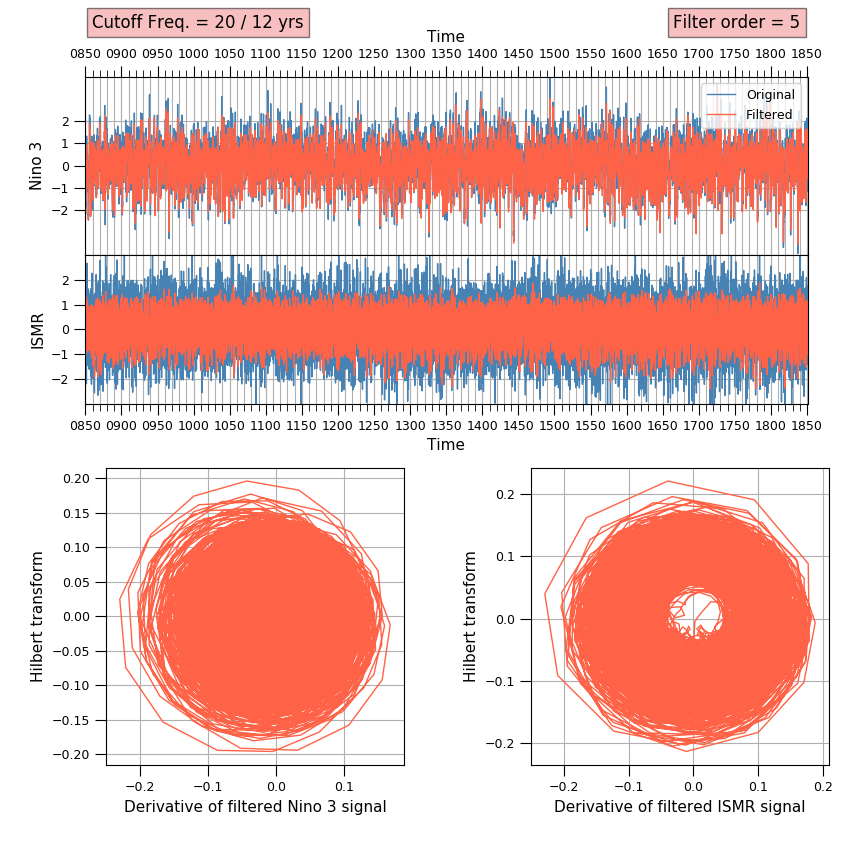 Cutoff Freq. = 20 / 12 yrs
Filter order = 5
Time
0850 0900 0950 1000 1050 1100 1150 1200 1250 1300 1350 1400 1450 1500 1550 1600 1650 1700 1750 1800 1850
Original
Filtered
Nino 3
2
1
0
−1
−2
ISMR
2
1
0
−1
−2
0850 0900 0950 1000 1050 1100 1150 1200 1250 1300 1350 1400 1450 1500 1550 1600 1650 1700 1750 1800 1850
Time
Hilbert transform
0.20
0.15
0.10
0.05
0.00
−0.05
−0.10
−0.15
−0.20
−0.2 −0.1 0.0 0.1
Derivative of filtered Nino 3 signal
Hilbert transform
0.2
0.1
0.0
−0.1
−0.2
−0.2 −0.1 0.0 0.1 0.2
Derivative of filtered ISMR signal